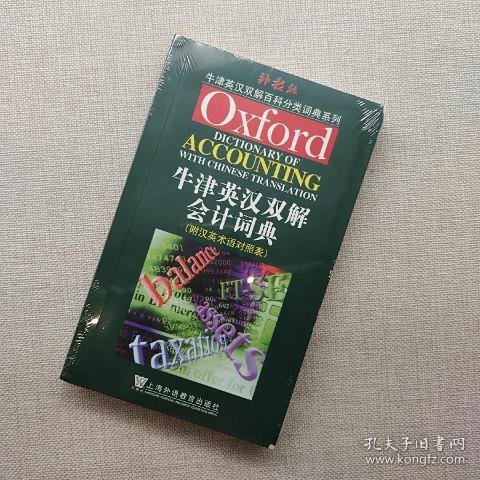 外教社
牛津英汉双解百科分类词典系列
Oxford
DICTIONARY OF
ACCOUNTING
WITH CHINESE TRANSLATION
牛津英汉双解
会计词典
（附汉英术语对照表）
balance
FT-SE
assets
taxation
上海外语教育出版社
孔夫子旧书网
www.kongfz.com